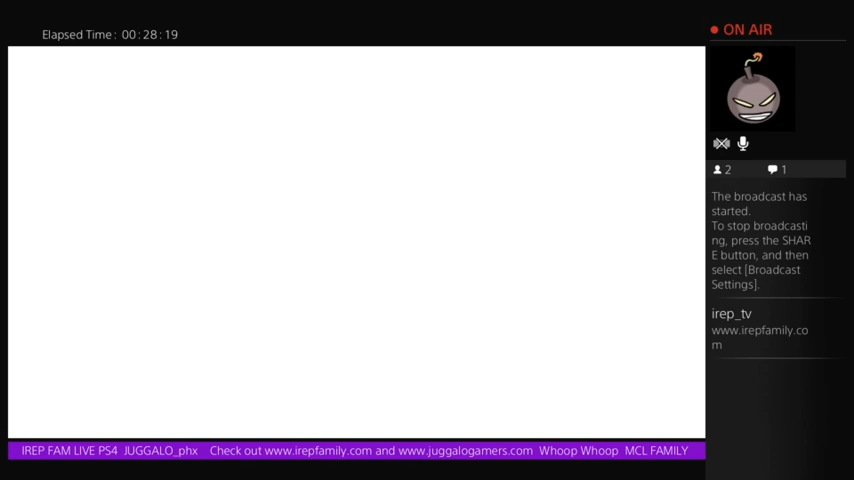 Elapsed Time: 00:28:19
ON AIR
2 1
The broadcast has
started.
To stop broadcasti
ng, press the SHAR
E button, and then
select [Broadcast
Settings].
irep_tv
www.irepfamily.co
m
IREP FAM LIVE PS4 JUGGALO_phx Check out www.irepfamily.com and www.juggalogamers.com Whoop Whoop MCL FAMILY